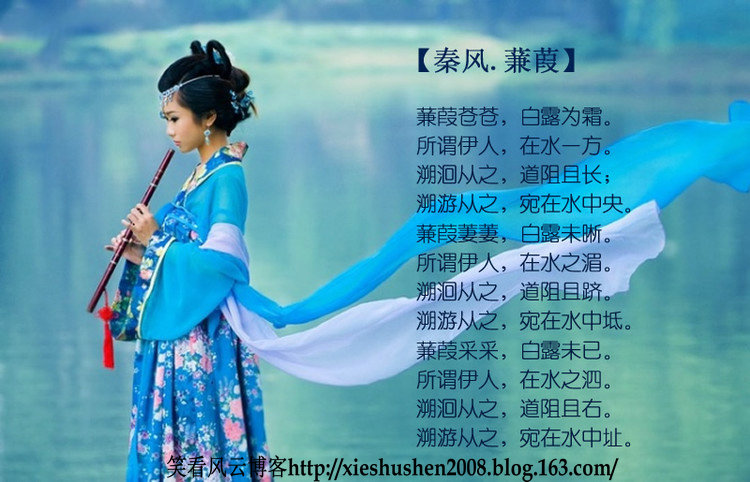 【秦风.蒹葭】
蒹葭苍苍，白露为霜。
所谓伊人，在水一方。
溯洄从之，道阻且长；
溯游从之，宛在水中央。
蒹葭萋萋，白露未晞。
所谓伊人，在水之湄。
溯洄从之，道阻且跻。
溯游从之，宛在水中坻。
蒹葭采采，白露未已。
所谓伊人，在水之泗。
溯洄从之，道阻且右。
溯游从之，宛在水中址。
笑看风云博客http://xieshushen2008.blog.163.com/